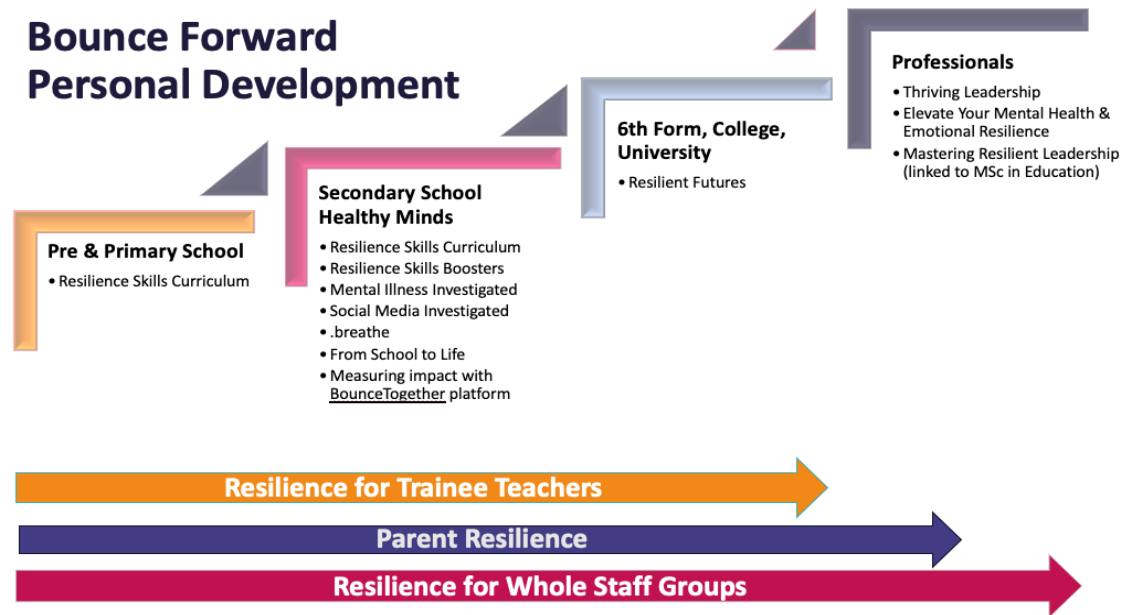 Bounce Forward
Personal Development
Pre & Primary School
• Resilience Skills Curriculum
Secondary School
Healthy Minds
• Resilience Skills Curriculum
• Resilience Skills Boosters
• Mental Illness Investigated
• Social Media Investigated
• .breathe
• From School to Life
• Measuring impact with
BounceTogether platform
6th Form, College,
University
• Resilient Futures
Professionals
• Thriving Leadership
• Elevate Your Mental Health &
Emotional Resilience
• Mastering Resilient Leadership
(linked to MSc in Education)
Resilience for Trainee Teachers
Parent Resilience
Resilience for Whole Staff Groups